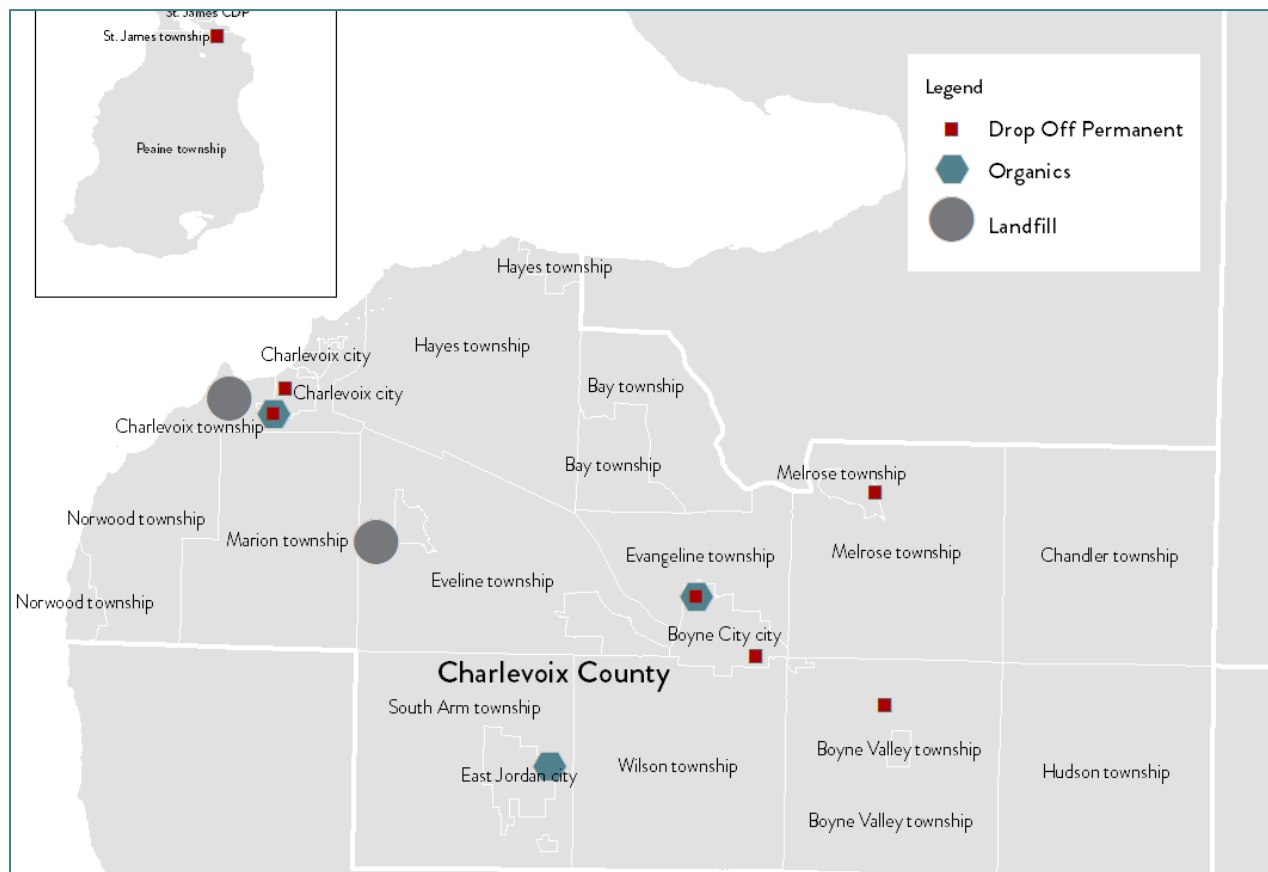 St. James CDP
St. James township
Peaine township
Legend
Drop Off Permanent
Organics
Landfill
Hayes township
Hayes township
Charlevoix city
Charlevoix city
Charlevoix township
Bay township
Bay township
Melrose township
Norwood township
Marion township
Evangeline township
Melrose township
Chandler township
Eveline township
Norwood township
Boyne City city
Charlevoix County
South Arm township
Boyne Valley township
East Jordan city
Wilson township
Hudson township
Boyne Valley township